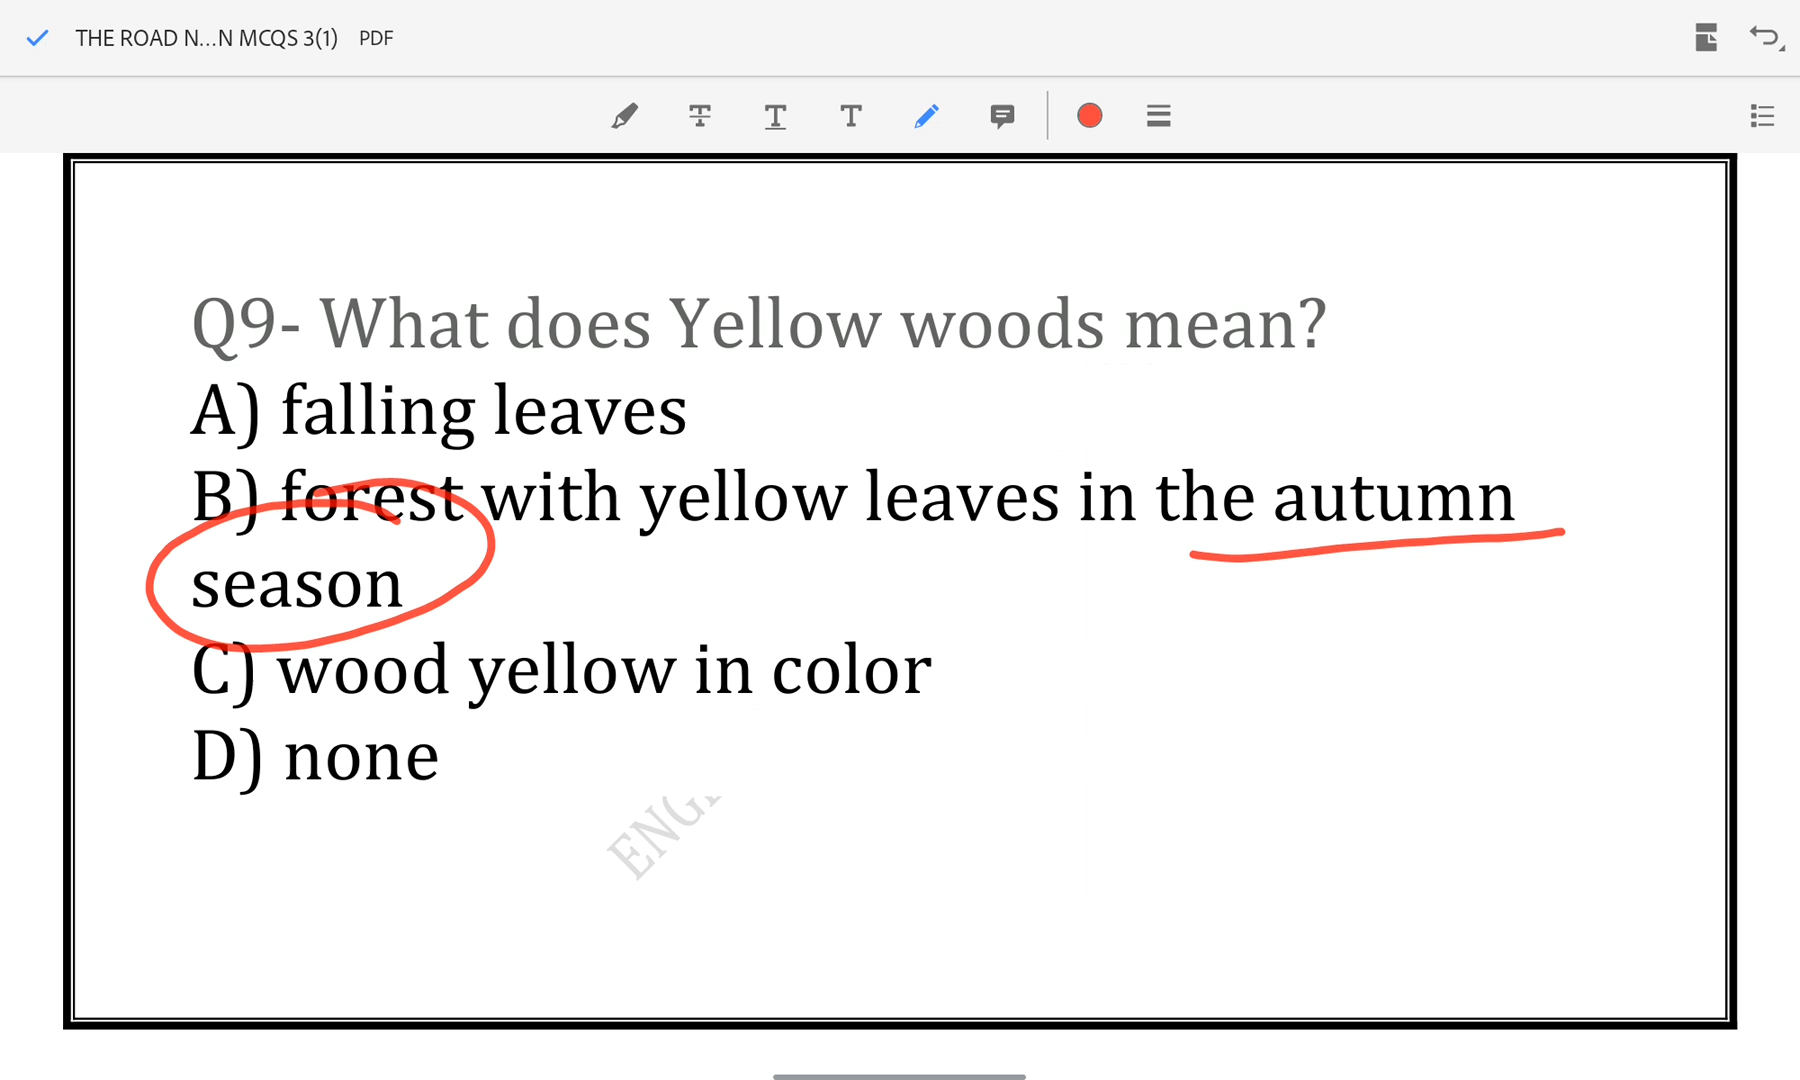 THE ROAD N...N MCQS 3(1) PDF
Q9- What does Yellow woods mean?
A) falling leaves
B) forest with yellow leaves in the autumn
season
C) wood yellow in color
D) none